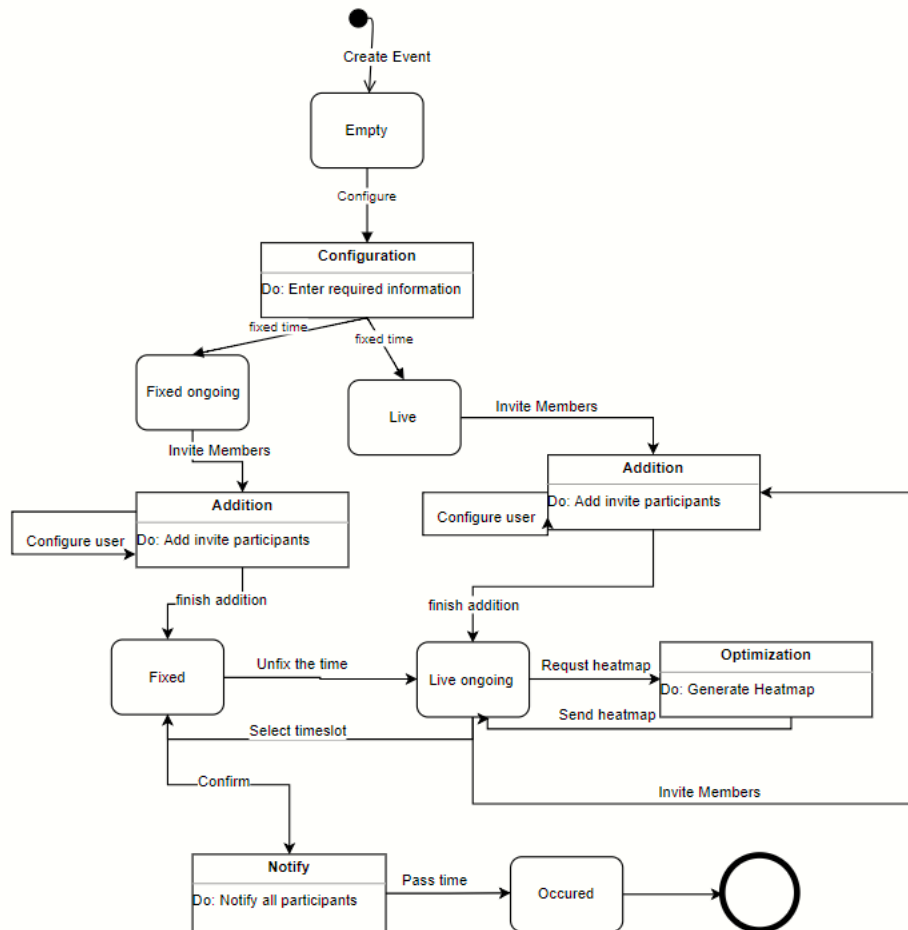 Create Event
Empty
Configure
Configuration
Do: Enter required information
fixed time
fixed time
Fixed ongoing
Live
Invite Members
Invite Members
Addition
Do: Add invite participants
Configure user
Addition
Do: Add invite participants
Configure user
finish addition
finish addition
Fixed
Unfix the time
Live ongoing
Requst heatmap
Optimization
Do: Generate Heatmap
Send heatmap
Select timeslot
Confirm
Invite Members
Notify
Do: Notify all participants
Pass time
Occured